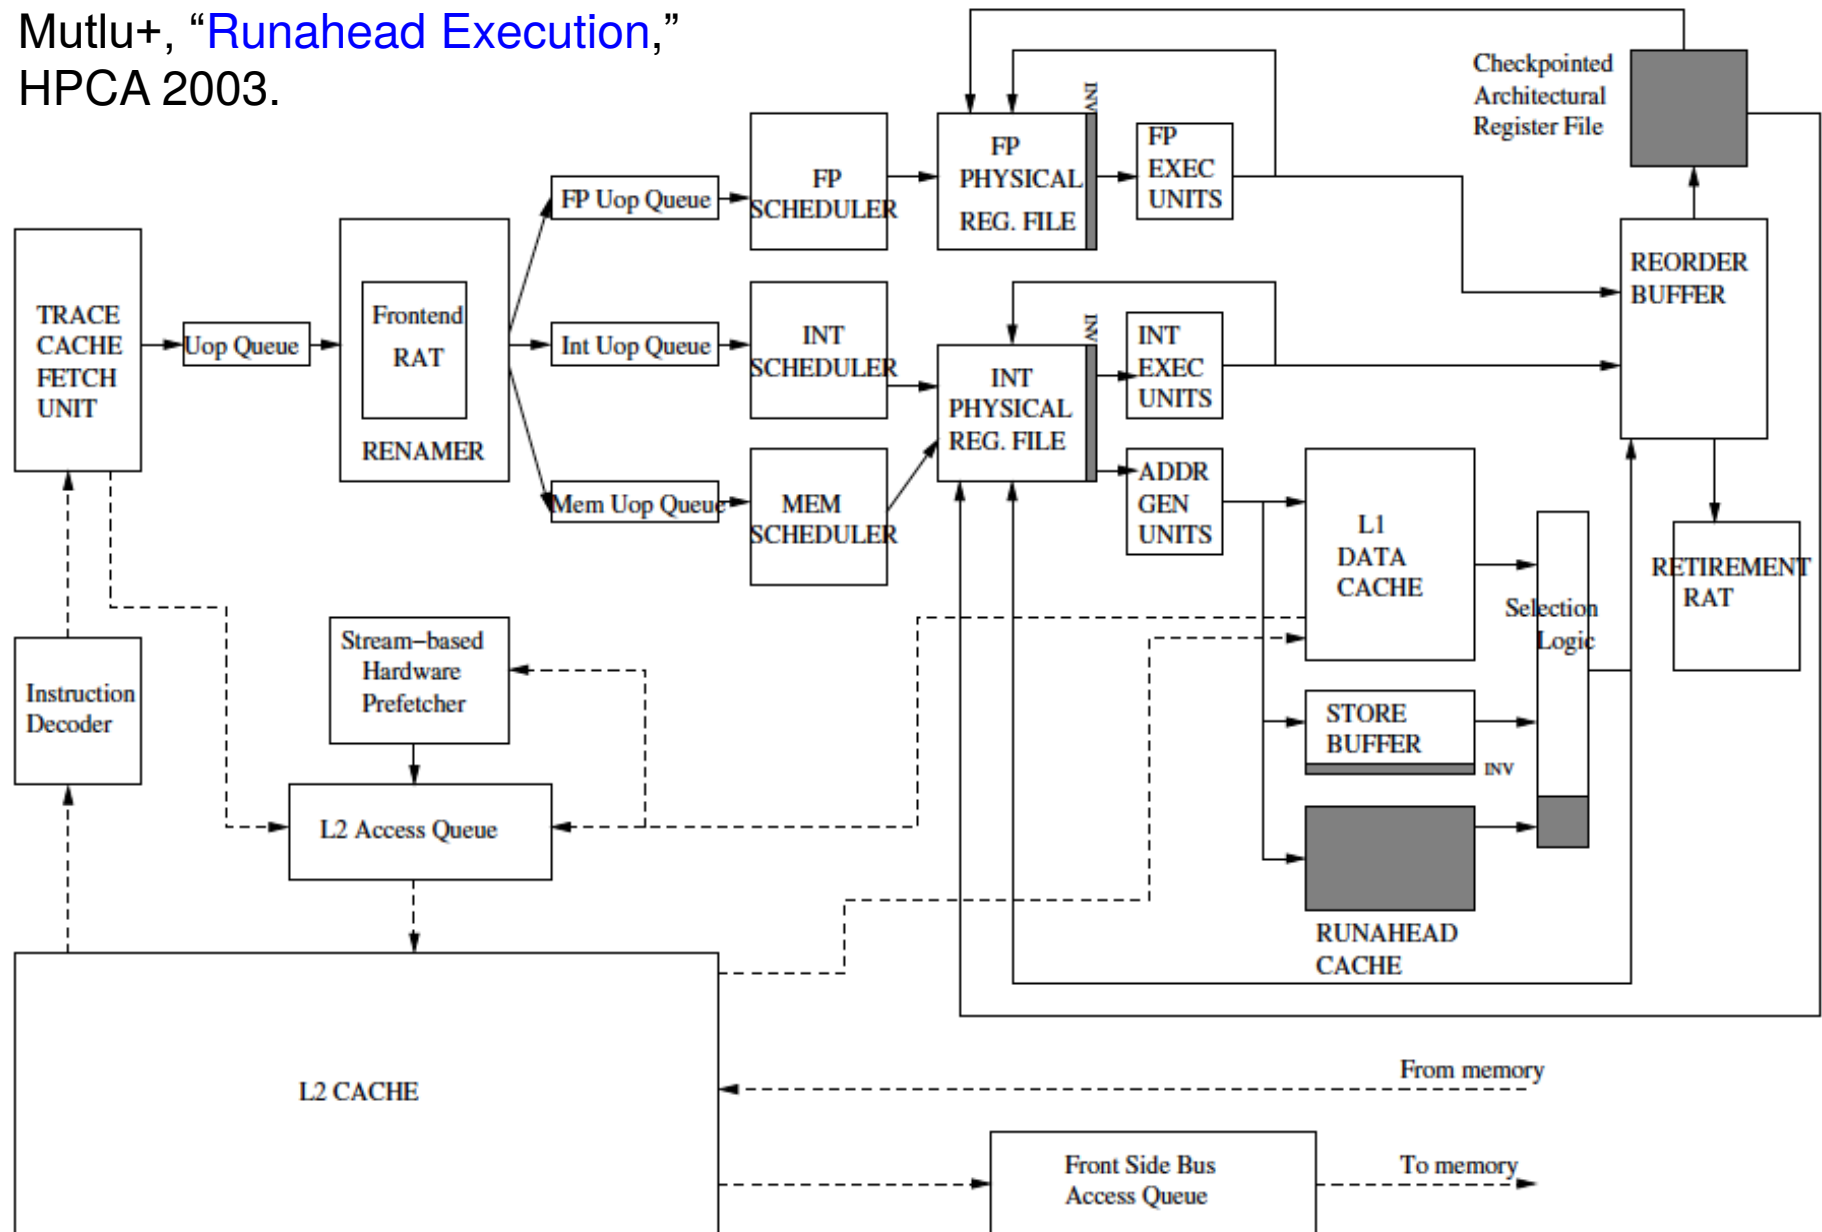 Mutlu+, “Runahead Execution,”
HPCA 2003.
Checkpointed
Architectural
Register File
INV
FP
PHYSICAL
REG. FILE
FP
EXEC
UNITS
FP
SCHEDULER
FP Uop Queue
REORDER
BUFFER
TRACE
CACHE
FETCH
UNIT
Uop Queue
Frontend
RAT
RENAMER
Int Uop Queue
INT
SCHEDULER
INV
INT
PHYSICAL
REG. FILE
INT
EXEC
UNITS
Mem Uop Queue
MEM
SCHEDULER
ADDR
GEN
UNITS
L1
DATA
CACHE
Selection
Logic
RETIREMENT
RAT
Instruction
Decoder
Stream-based
Hardware
Prefetcher
STORE
BUFFER
INV
L2 Access Queue
RUNAHEAD
CACHE
L2 CACHE
From memory
Front Side Bus
Access Queue
To memory